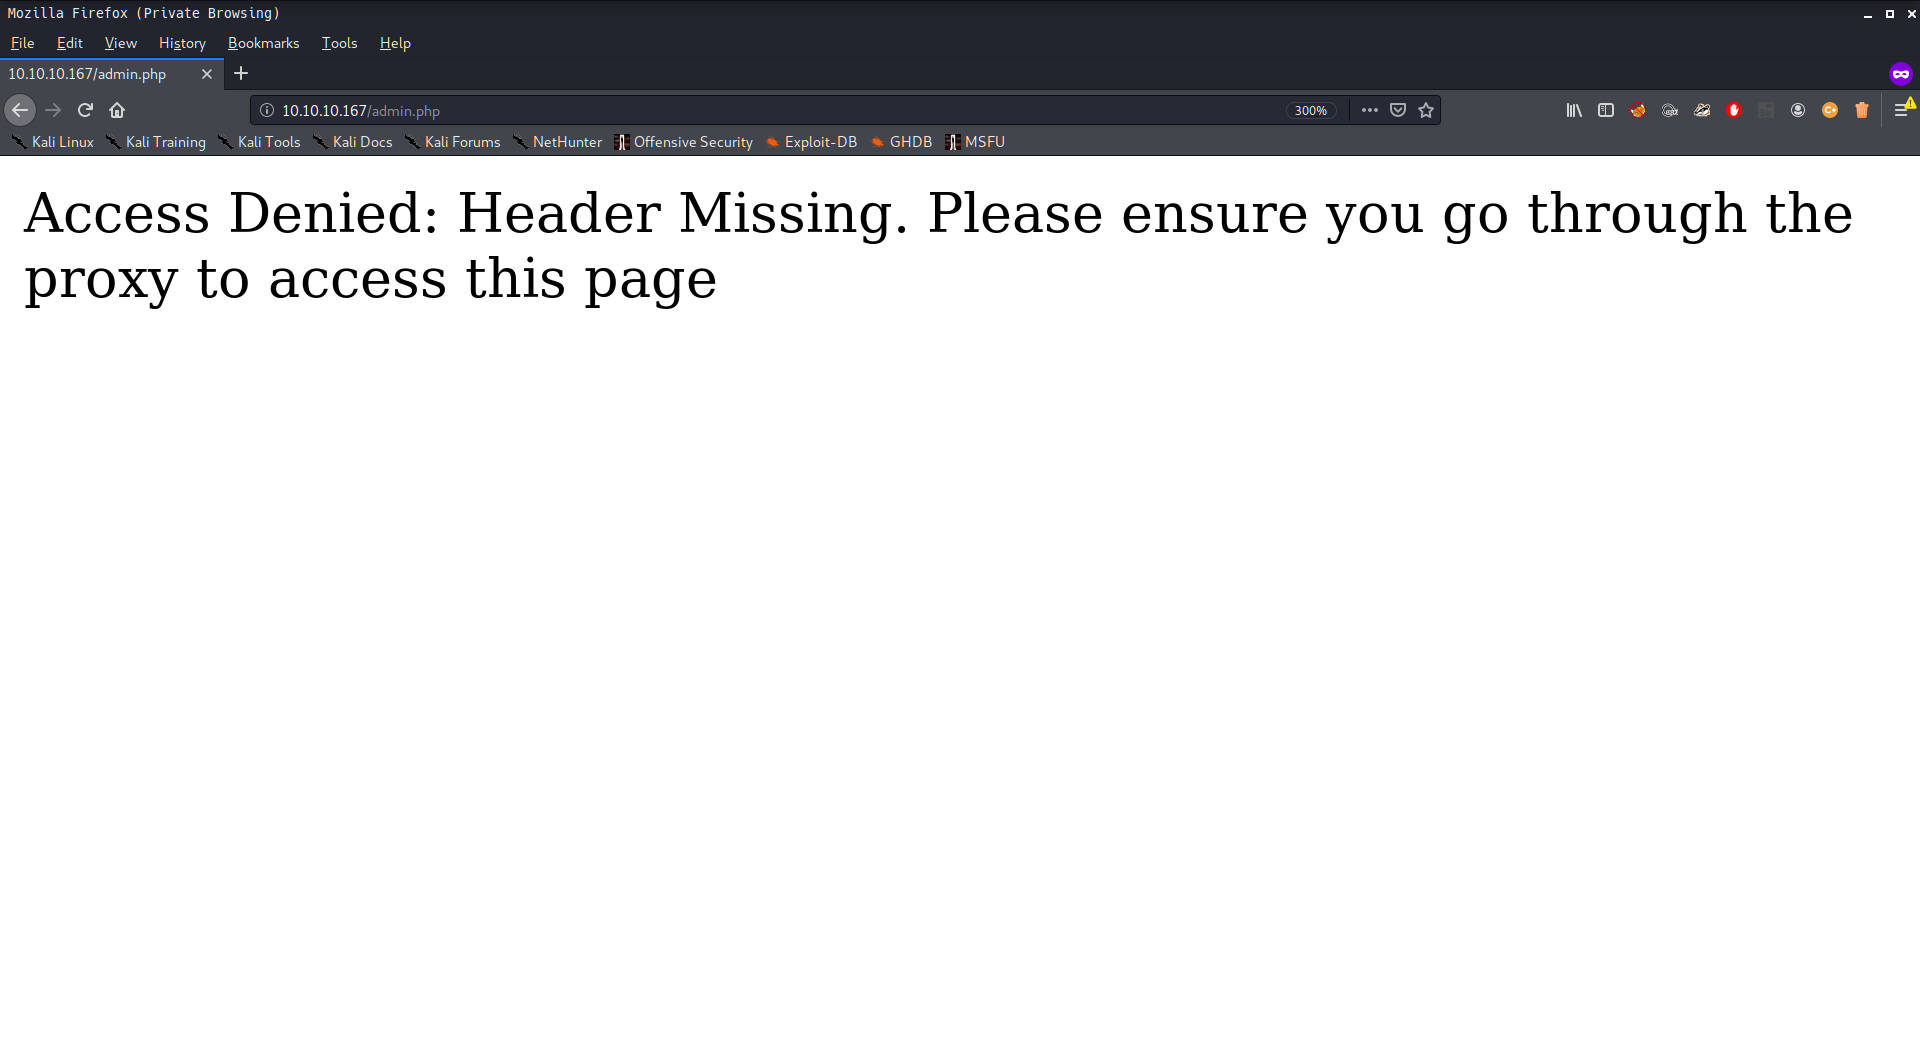 Mozilla Firefox (Private Browsing)
File Edit View History Bookmarks Tools Help
10.10.10.167/admin.php
10.10.10.167/admin.php 300%
Kali Linux Kali Training Kali Tools Kali Docs Kali Forums NetHunter Offensive Security Exploit-DB GHDB MSFU
Access Denied: Header Missing. Please ensure you go through the
proxy to access this page